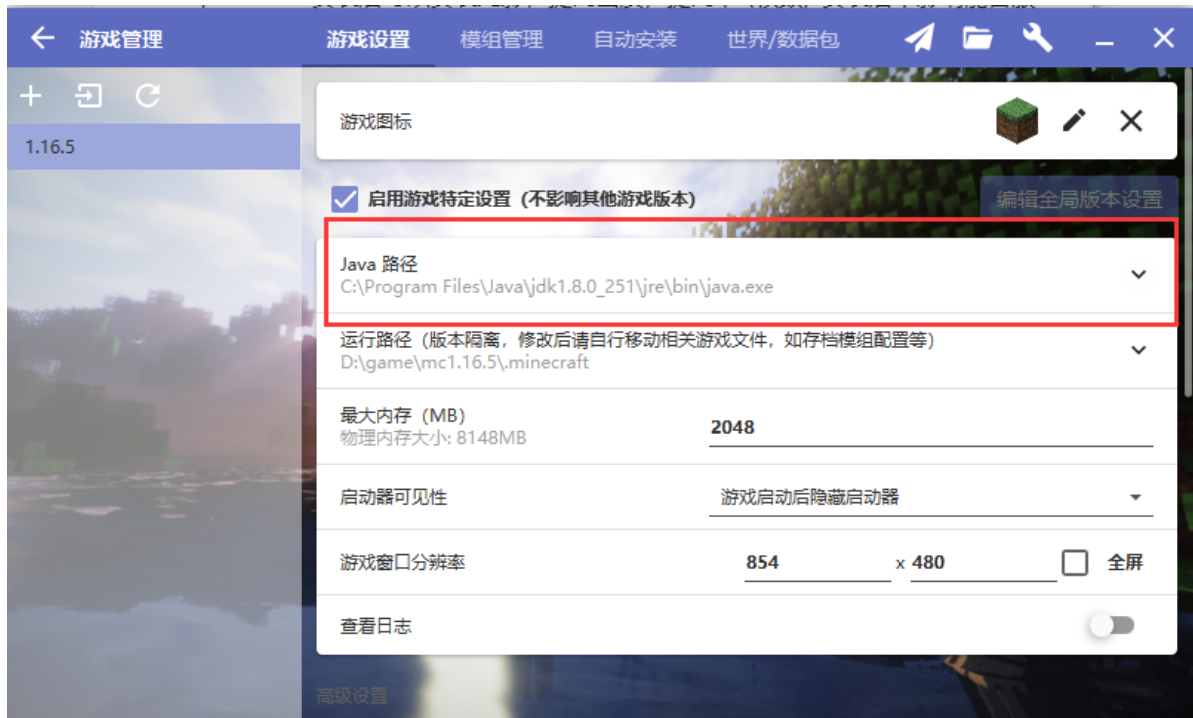 游戏管理
游戏设置 模组管理 自动安装 世界/数据包
1.16.5
游戏图标
启用游戏特定设置 (不影响其他游戏版本)
编辑全局版本设置
Java 路径
C:\Program Files\Java\jdk1.8.0_251\jre\bin\java.exe
运行路径 (版本隔离，修改后请自行移动相关游戏文件，如存档模组配置等)
D:\game\mc1.16.5\.minecraft
最大内存 (MB)
物理内存大小: 8148MB
2048
启动器可见性
游戏启动后隐藏启动器
游戏窗口分辨率
854 x 480
全屏
查看日志
高级设置